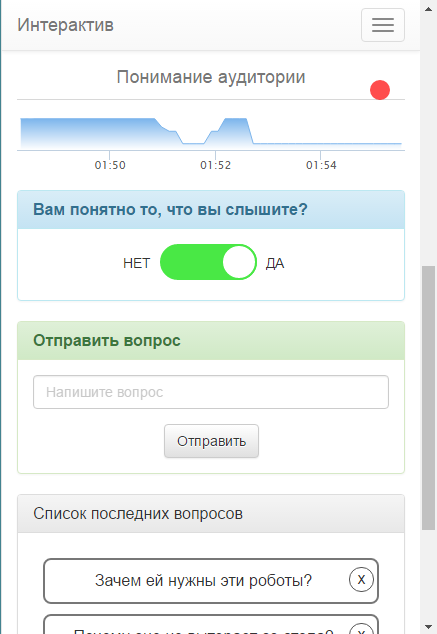 Интерактив
Понимание аудитории
01:50 01:52 01:54
Вам понятно то, что вы слышите?
НЕТ ДА
Отправить вопрос
Напишите вопрос
Отправить
Список последних вопросов
Зачем ей нужны эти роботы? X
X